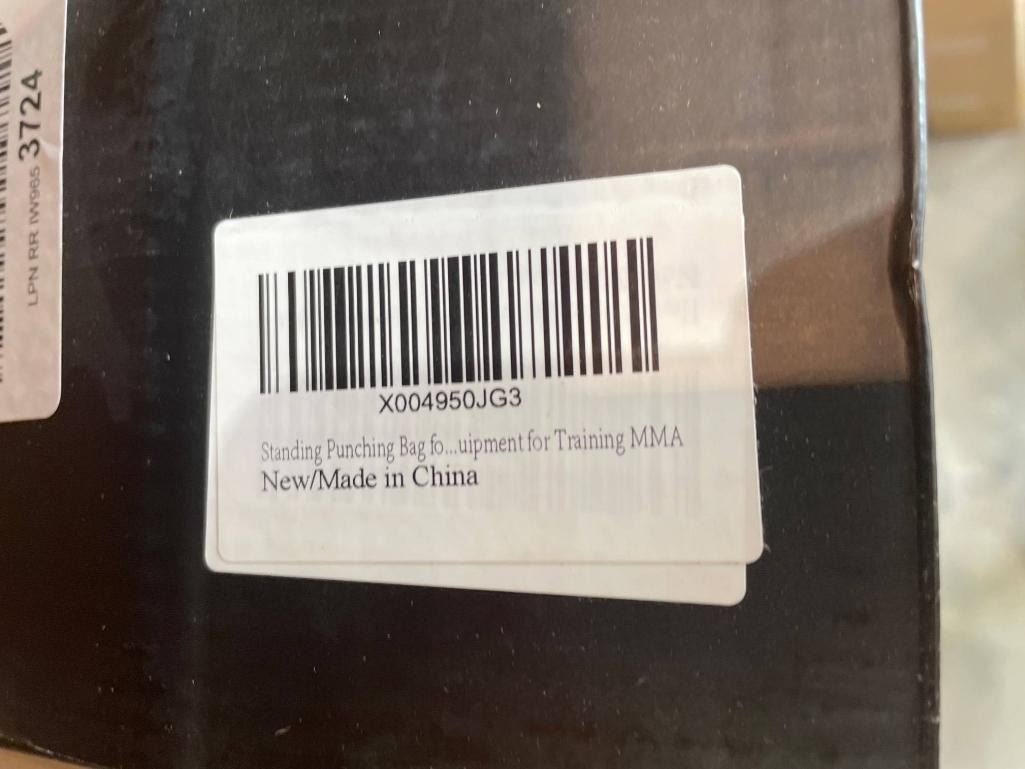 LPN RR IW965 3724
X004950JG3
Standing Punching Bag fo...uipment for Training MMA
New/Made in China